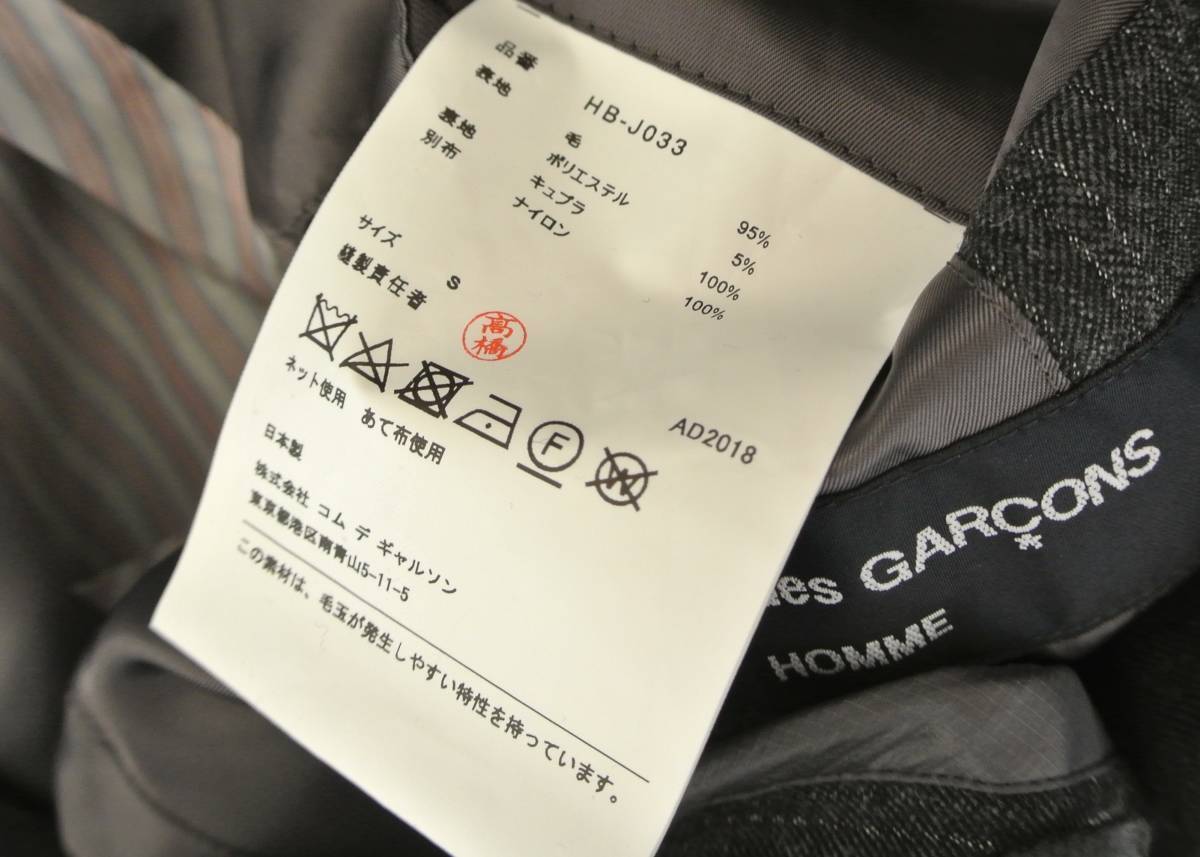 品番 HB-J033
表地 毛 95%
ポリエステル 5%
裏地 キュプラ 100%
別布 ナイロン 100%
サイズ S
縫製責任者 高橋
AD2018
F
W
ネット使用 あて布使用
日本製
株式会社 コム デ ギャルソン
東京都港区南青山5-11-5
この素材は、毛玉が発生しやすい特性を持っています。
des GARÇONS
HOMME